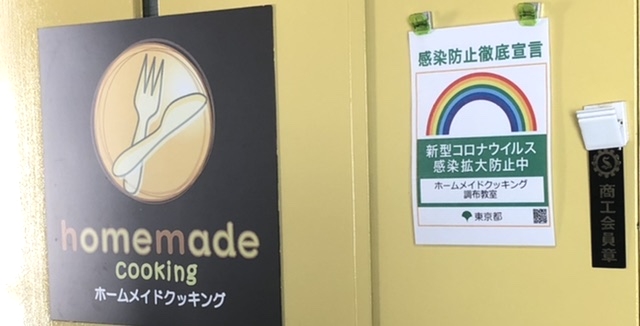 homemade
cooking
ホームメイドクッキング
感染防止徹底宣言
新型コロナウイルス
感染拡大防止中
ホームメイドクッキング
調布教室
東京都
商工会員章